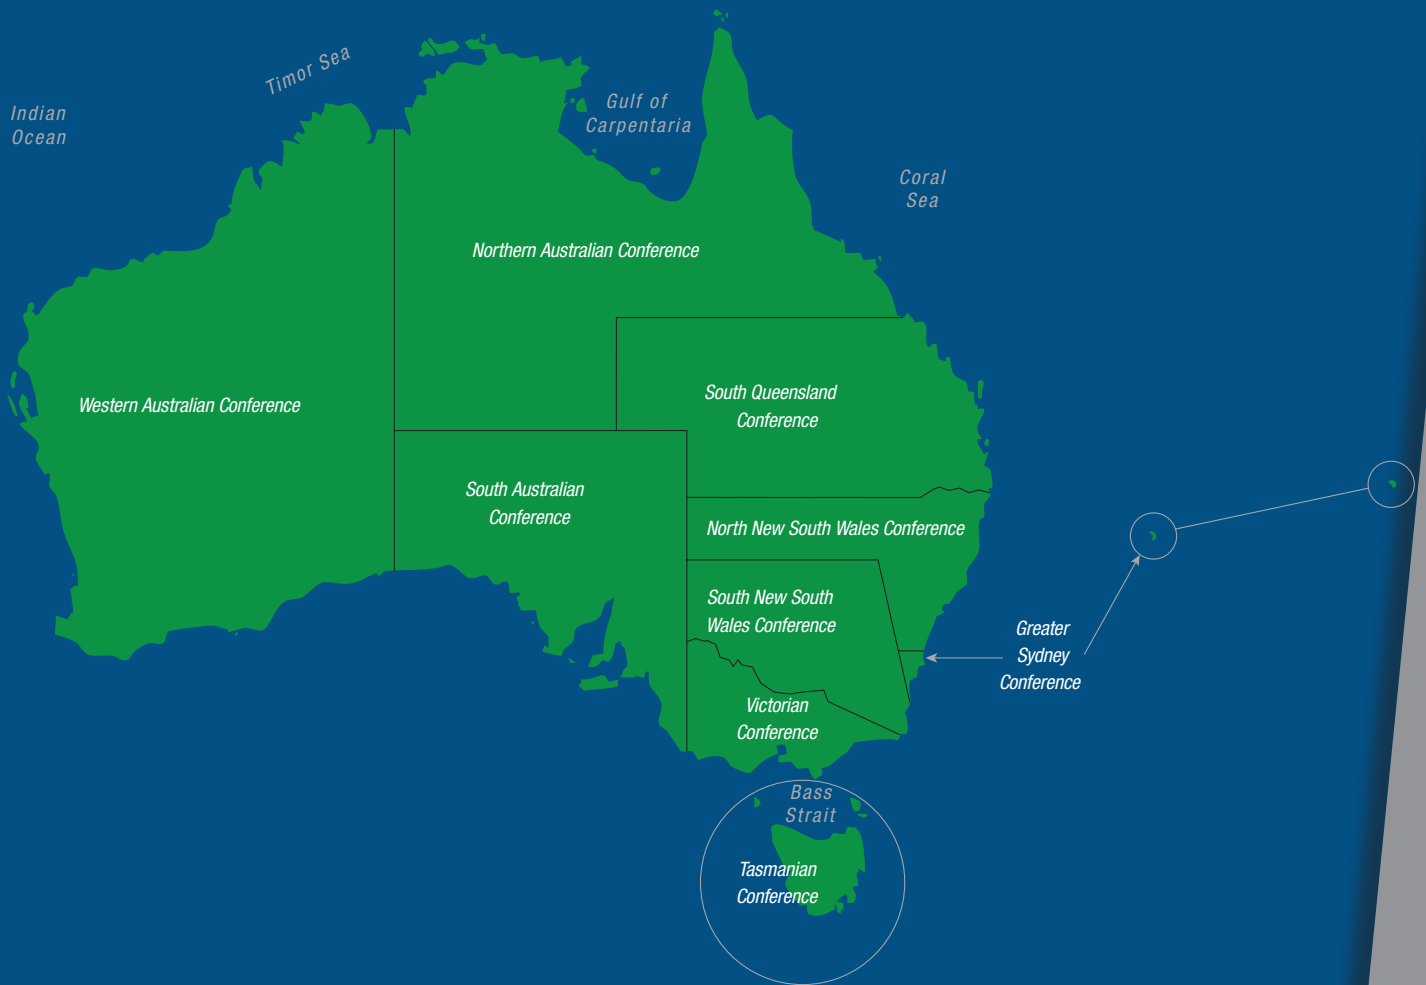 Timor Sea
Indian
Ocean
Gulf of
Carpentaria
Coral
Sea
Northern Australian Conference
Western Australian Conference
South Queensland
Conference
South Australian
Conference
North New South Wales Conference
South New South
Wales Conference
Greater
Sydney
Conference
Victorian
Conference
Bass
Strait
Tasmanian
Conference